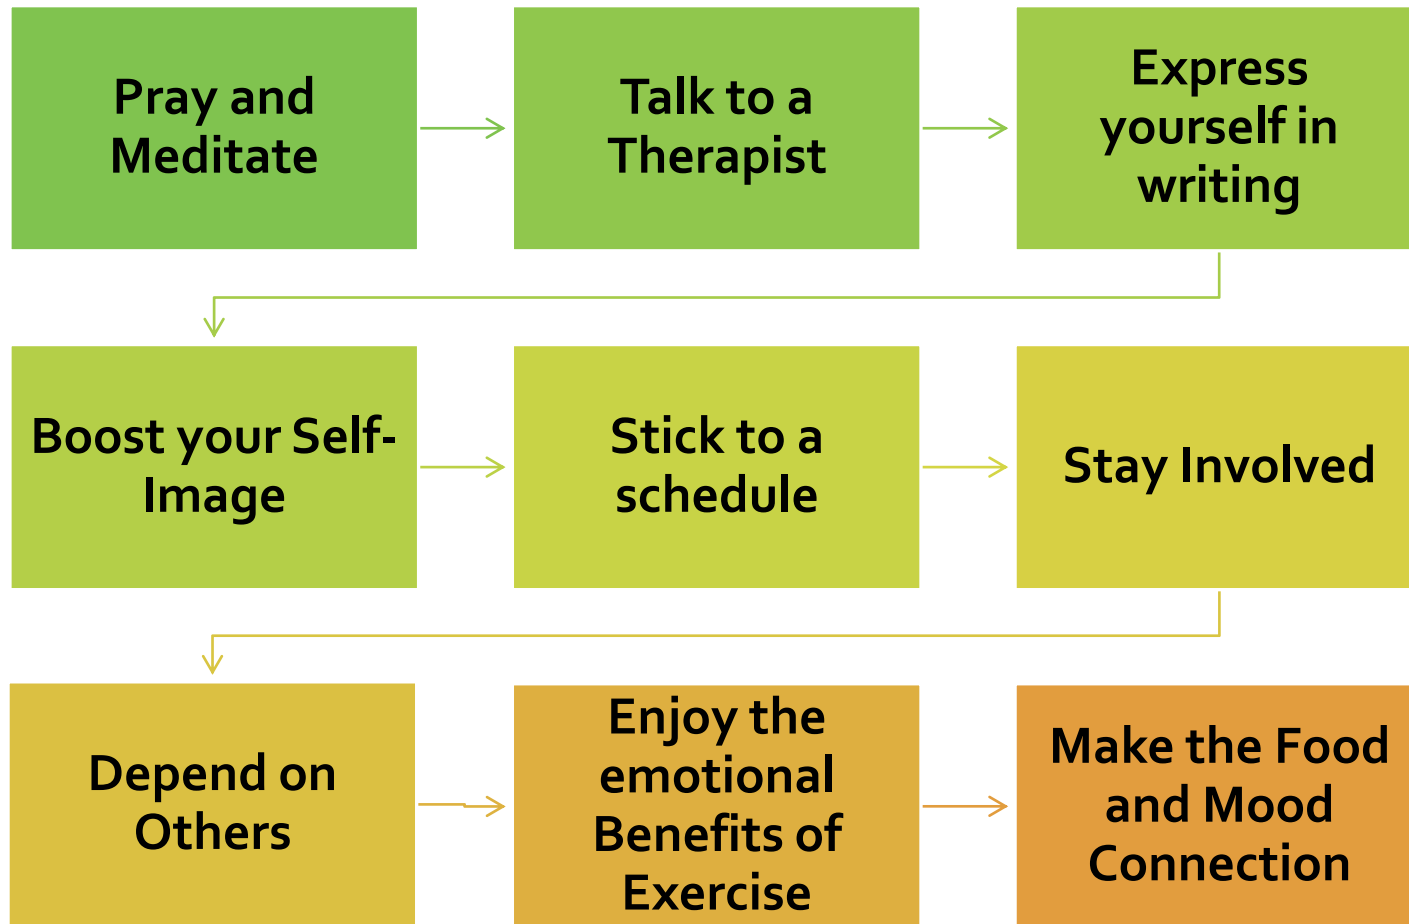 Pray and
Meditate
Talk to a
Therapist
Express
yourself in
writing
Boost your Self-
Image
Stick to a
schedule
Stay Involved
Depend on
Others
Enjoy the
emotional
Benefits of
Exercise
Make the Food
and Mood
Connection